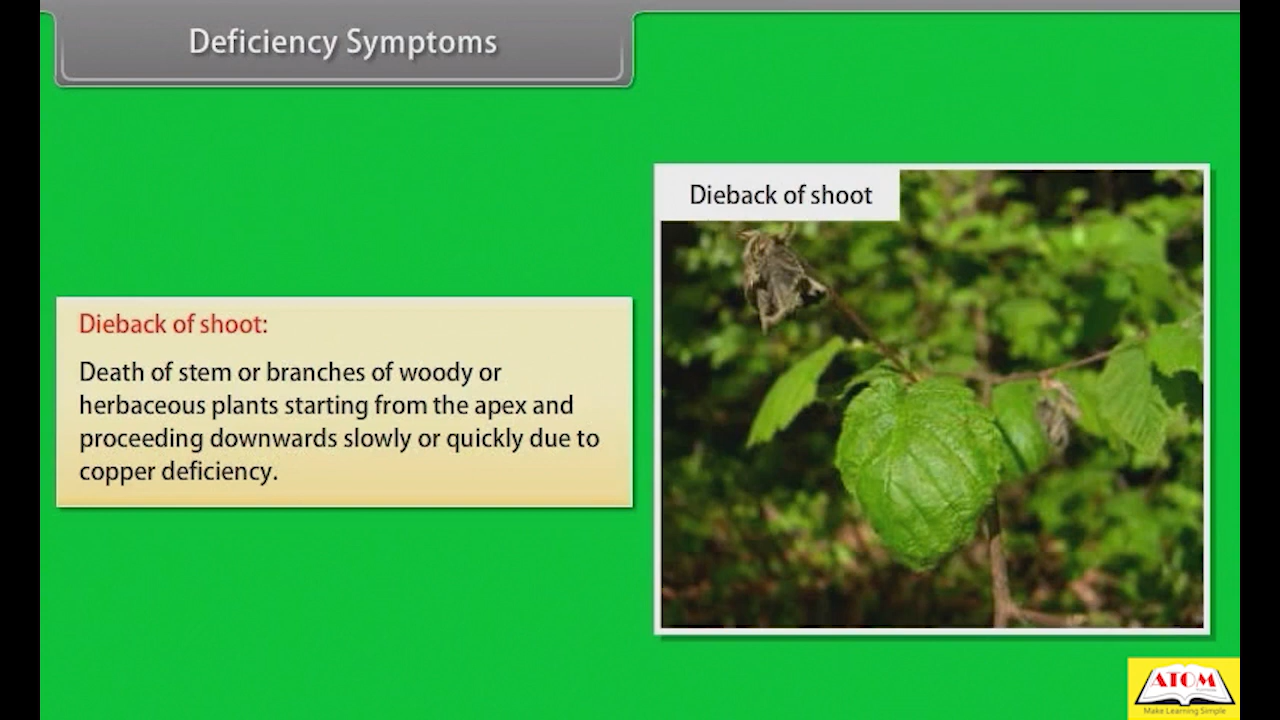 Deficiency Symptoms
Dieback of shoot
Dieback of shoot:
Death of stem or branches of woody or
herbaceous plants starting from the apex and
proceeding downwards slowly or quickly due to
copper deficiency.
ATOM
Make Learning Simple